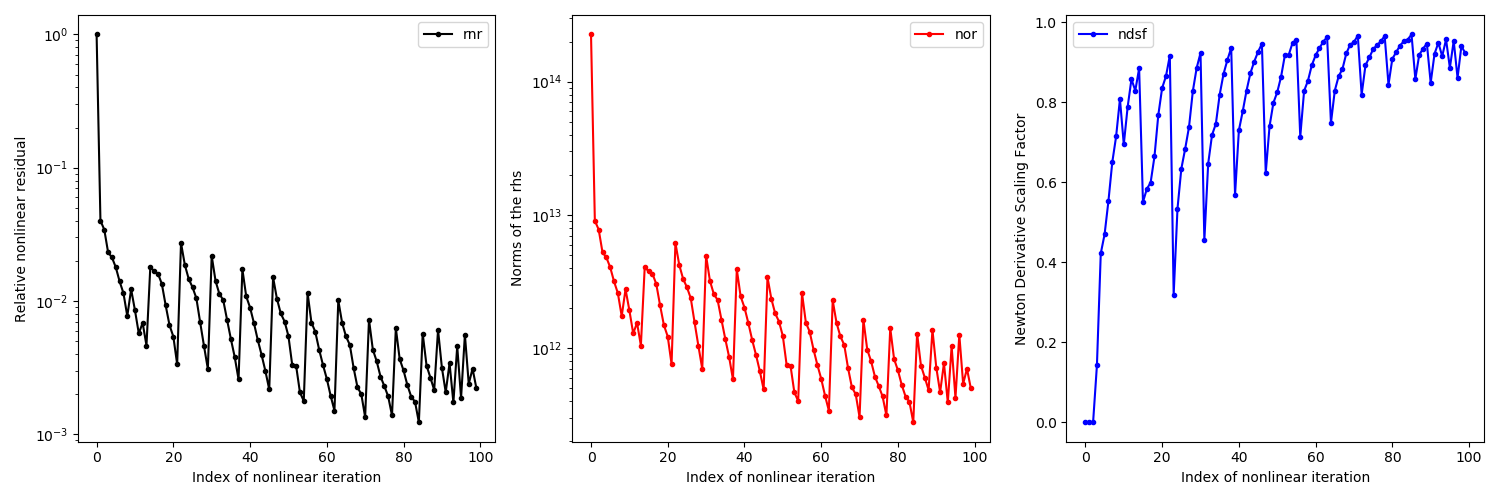 rnr
10⁰
10⁻¹
10⁻²
10⁻³
Relative nonlinear residual
0 20 40 60 80 100
Index of nonlinear iteration
nor
10¹⁴
10¹³
10¹²
Norms of the rhs
0 20 40 60 80 100
Index of nonlinear iteration
ndsf
1.0
0.8
0.6
0.4
0.2
0.0
Newton Derivative Scaling Factor
0 20 40 60 80 100
Index of nonlinear iteration